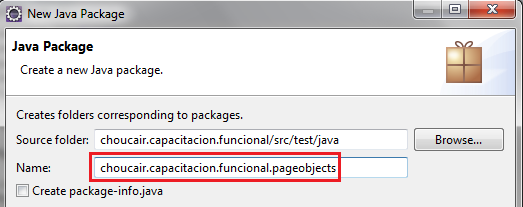 New Java Package
Java Package
Create a new Java package.
Creates folders corresponding to packages.
Source folder: choucair.capacitacion.funcional/src/test/java Browse...
Name: choucair.capacitacion.funcional.pageobjects
Create package-info.java